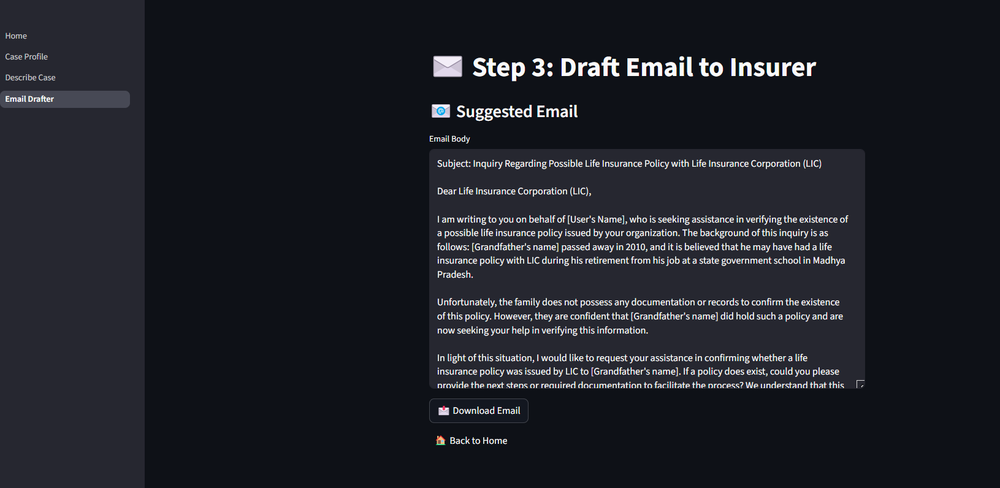 Home
Case Profile
Describe Case
Email Drafter
Step 3: Draft Email to Insurer
Suggested Email
Email Body
Subject: Inquiry Regarding Possible Life Insurance Policy with Life Insurance Corporation (LIC)
Dear Life Insurance Corporation (LIC),
I am writing to you on behalf of [User's Name], who is seeking assistance in verifying the existence of
a possible life insurance policy issued by your organization. The background of this inquiry is as
follows: [Grandfather's name] passed away in 2010, and it is believed that he may have had a life
insurance policy with LIC during his retirement from his job at a state government school in Madhya
Pradesh.
Unfortunately, the family does not possess any documentation or records to confirm the existence
of this policy. However, they are confident that [Grandfather's name] did hold such a policy and are
now seeking your help in verifying this information.
In light of this situation, I would like to request your assistance in confirming whether a life
insurance policy was issued by LIC to [Grandfather's name]. If a policy does exist, could you please
provide the next steps or required documentation to facilitate the process? We understand that this
Download Email
Back to Home